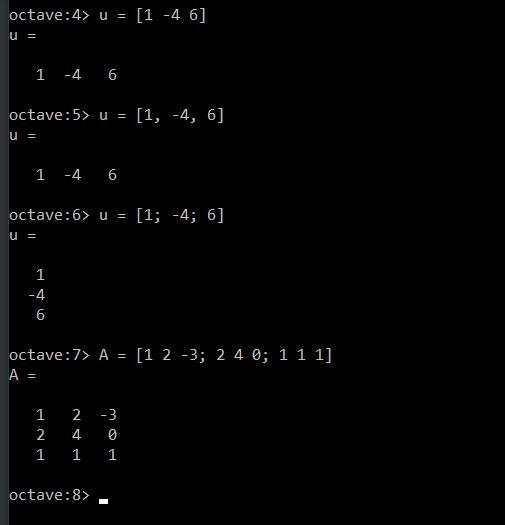 octave:4> u = [1 -4 6]
u =
1 -4 6
octave:5> u = [1, -4, 6]
u =
1 -4 6
octave:6> u = [1; -4; 6]
u =
1
-4
6
octave:7> A = [1 2 -3; 2 4 0; 1 1 1]
A =
1 2 -3
2 4 0
1 1 1
octave:8>